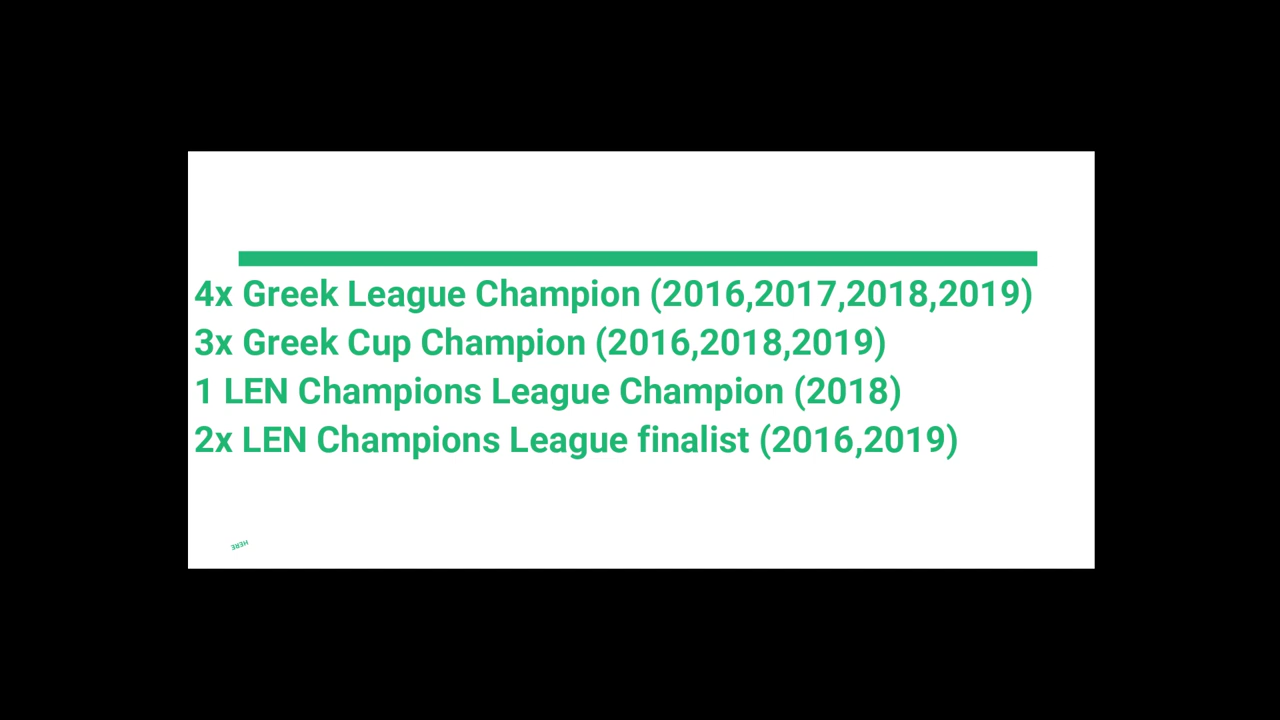 4x Greek League Champion (2016,2017,2018,2019)
3x Greek Cup Champion (2016,2018,2019)
1 LEN Champions League Champion (2018)
2x LEN Champions League finalist (2016,2019)
HERE